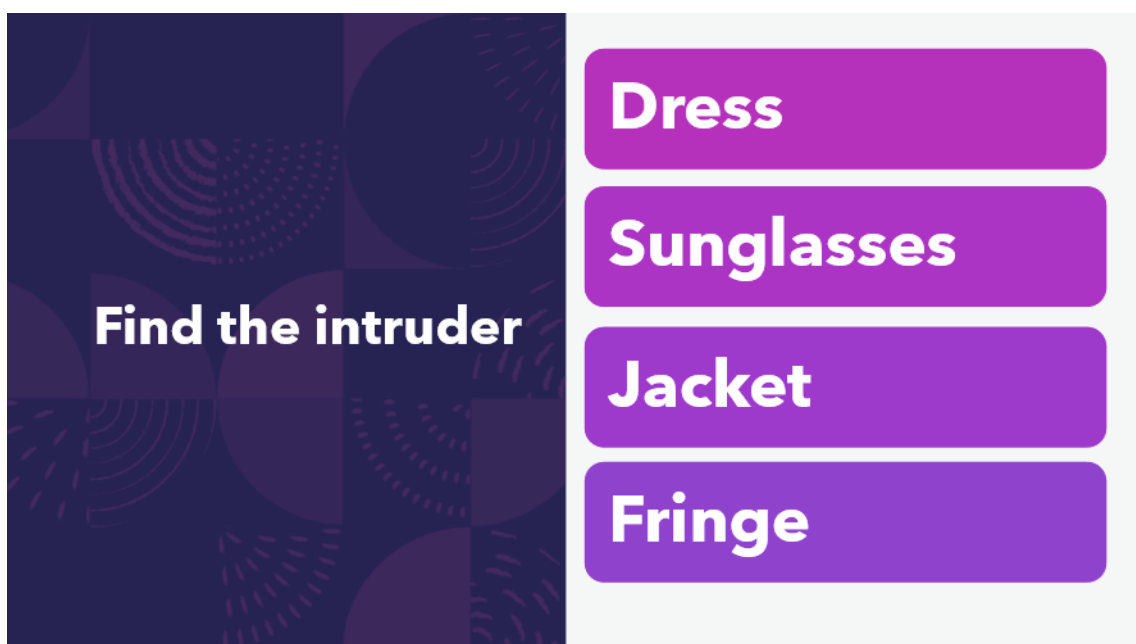 Find the intruder
Dress
Sunglasses
Jacket
Fringe